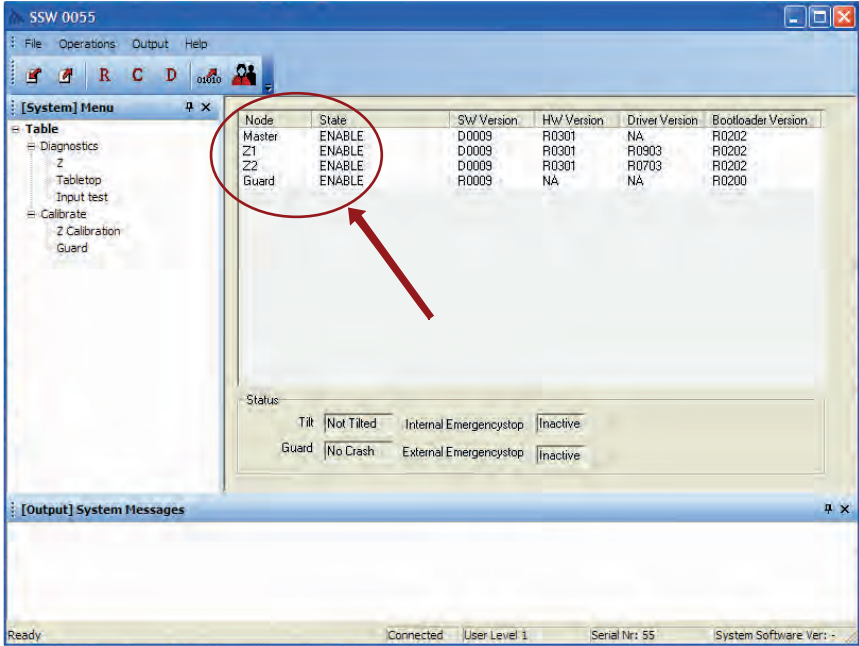 SSW 0055
File Operations Output Help
R C D 01010
[System] Menu
Table
Diagnostics
Z
Tabletop
Input test
Calibrate
Z Calibration
Guard
Node State SW Version HW Version Driver Version Bootloader Version
Master ENABLE D0009 R0301 NA R0202
Z1 ENABLE D0009 R0301 R0903 R0202
Z2 ENABLE D0009 R0301 R0703 R0202
Guard ENABLE R0009 NA NA R0200
Status
Tilt Not Tilted Internal Emergencystop Inactive
Guard No Crash External Emergencystop Inactive
[Output] System Messages
Ready Connected User Level 1 Serial Nr: 55 System Software Ver: -